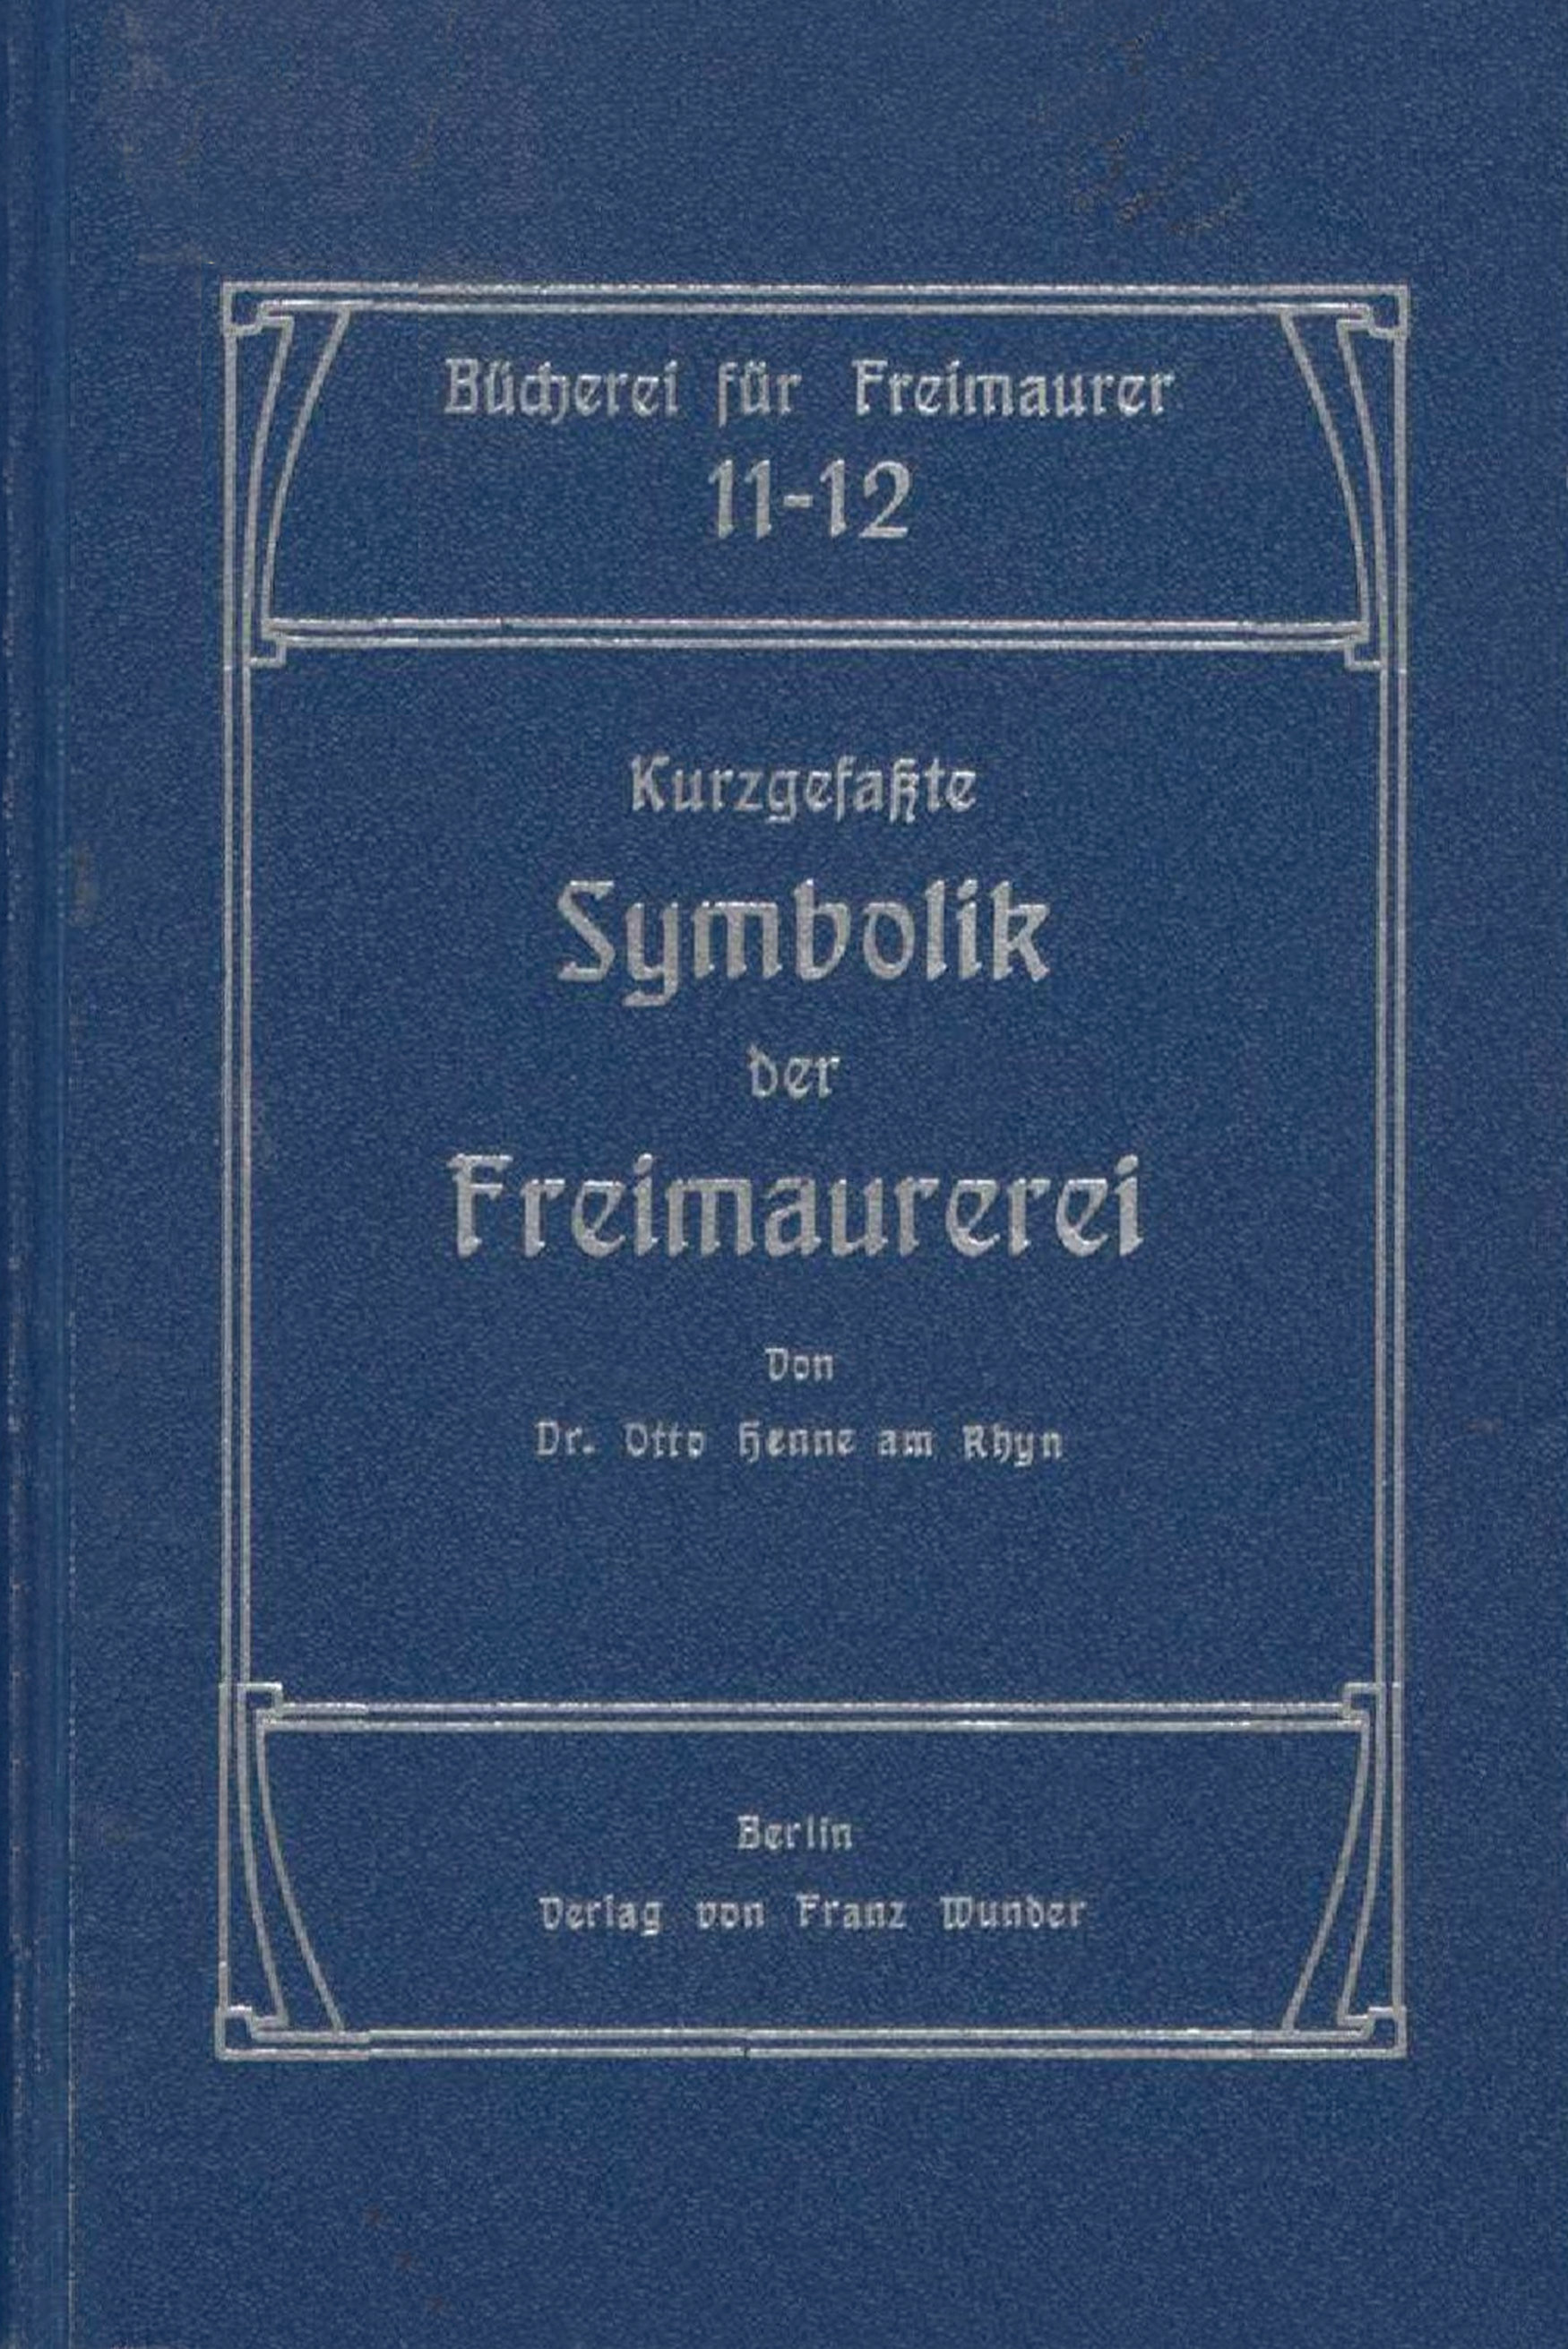 Bücherei für Freimaurer
11-12
Kurzgefaßte
Symbolik
der
Freimaurerei
Von
Dr. Otto Henne am Rhyn
Berlin
Verlag von Franz Wunder